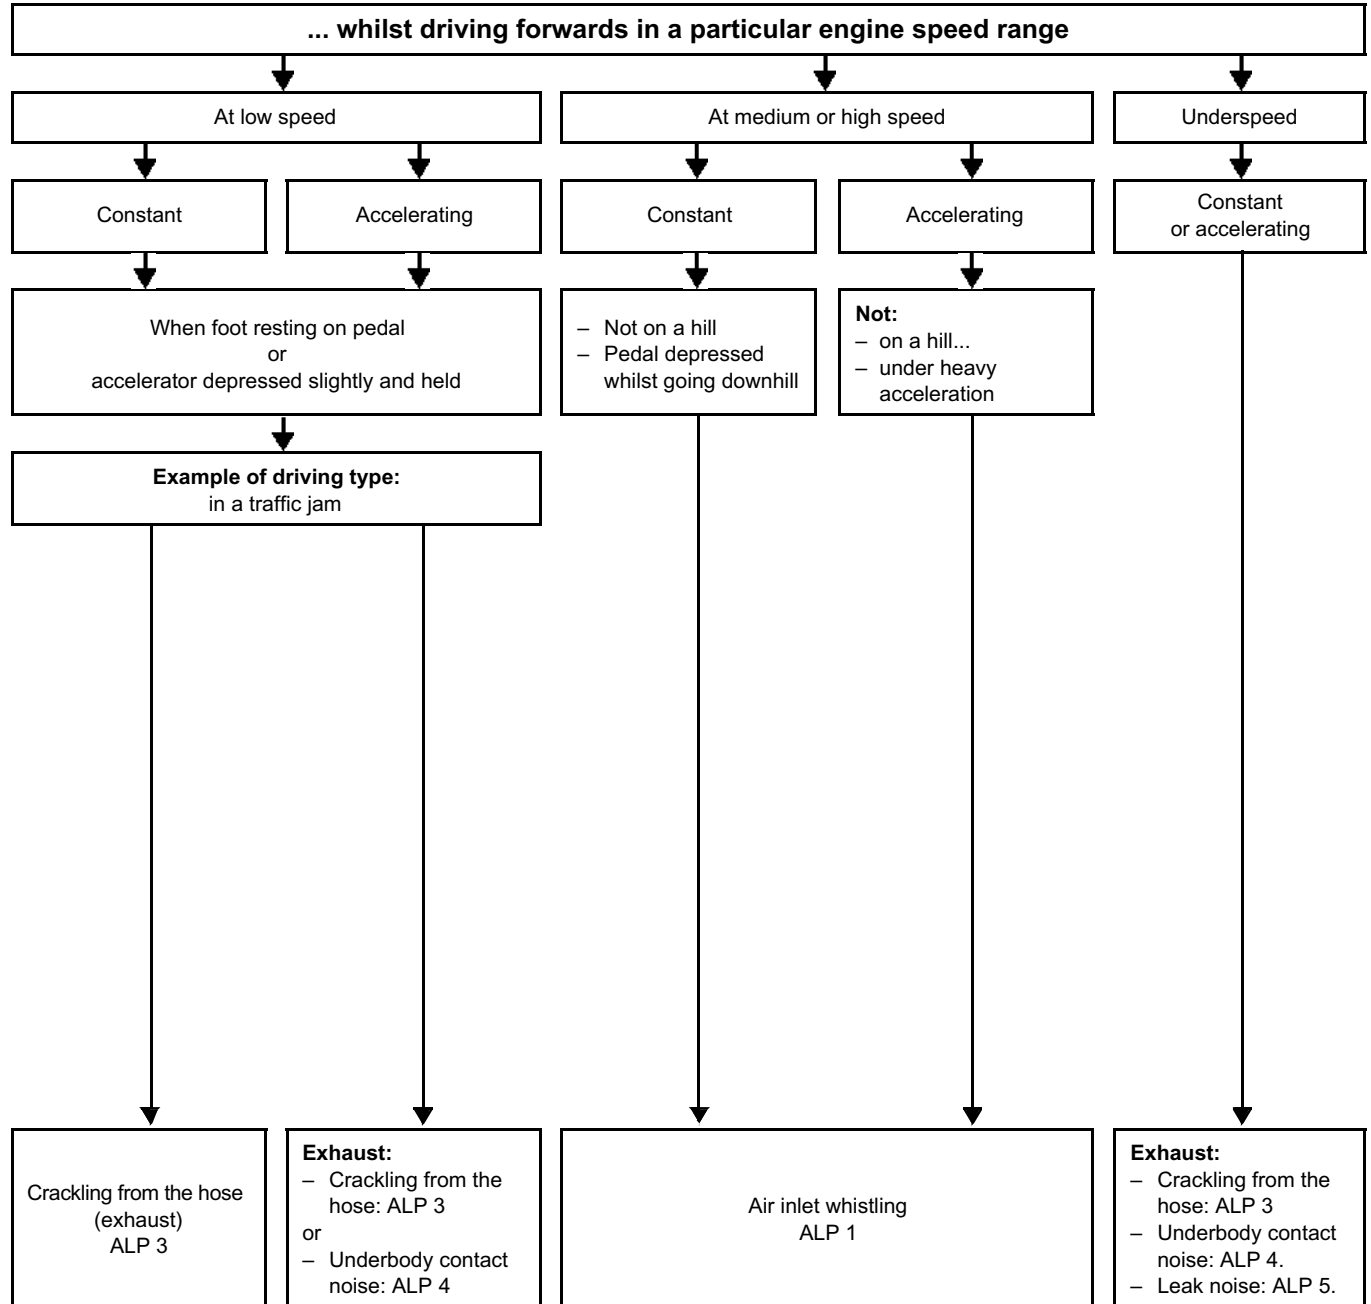 ... whilst driving forwards in a particular engine speed range
At low speed
At medium or high speed
Underspeed
Constant
Accelerating
Constant
Accelerating
Constant
or accelerating
When foot resting on pedal
or
accelerator depressed slightly and held
– Not on a hill
– Pedal depressed
whilst going downhill
Not:
– on a hill...
– under heavy
acceleration
Example of driving type:
in a traffic jam
Crackling from the hose
(exhaust)
ALP 3
Exhaust:
– Crackling from the
hose: ALP 3
or
– Underbody contact
noise: ALP 4
Air inlet whistling
ALP 1
Exhaust:
– Crackling from the
hose: ALP 3
– Underbody contact
noise: ALP 4.
– Leak noise: ALP 5.